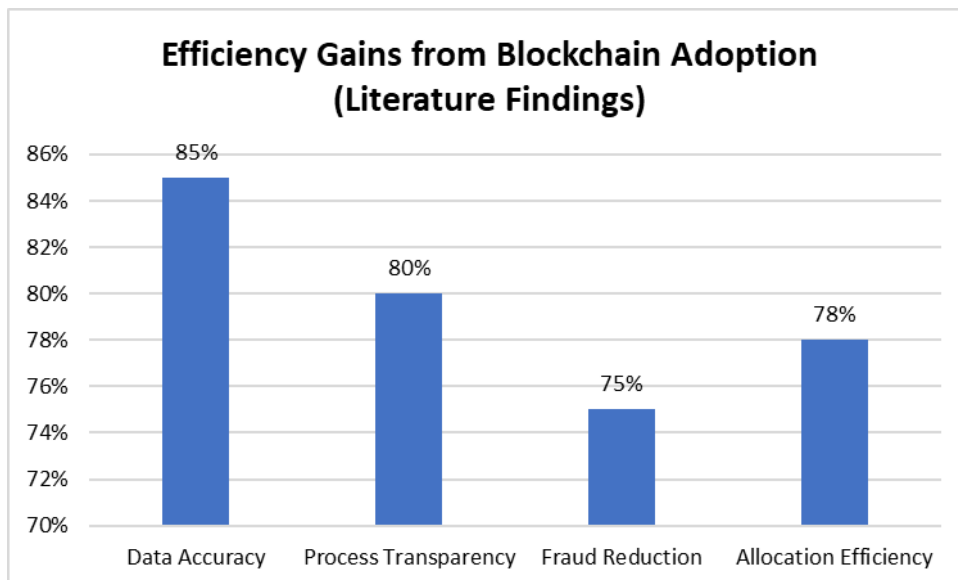 Efficiency Gains from Blockchain Adoption
(Literature Findings)
86%
85%
84%
82%
80%
80%
78%
78%
76%
75%
74%
72%
70%
Data Accuracy
Process Transparency
Fraud Reduction
Allocation Efficiency